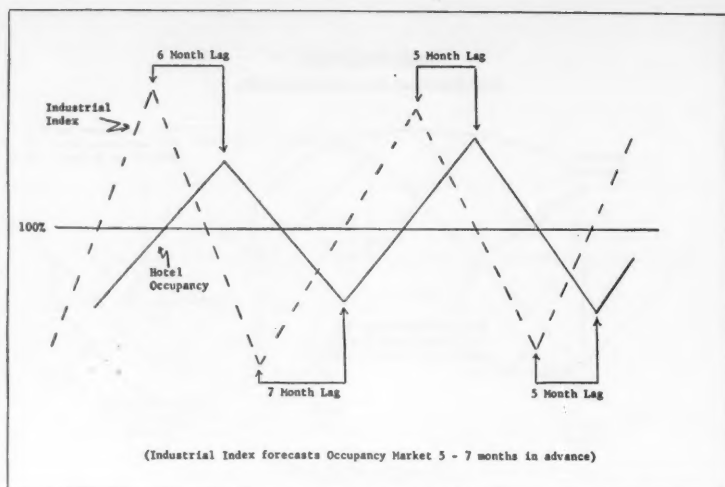 6 Month Lag
5 Month Lag
Industrial
Index
100%
Hotel
Occupancy
7 Month Lag
5 Month Lag
(Industrial Index forecasts Occupancy Market 5 - 7 months in advance)